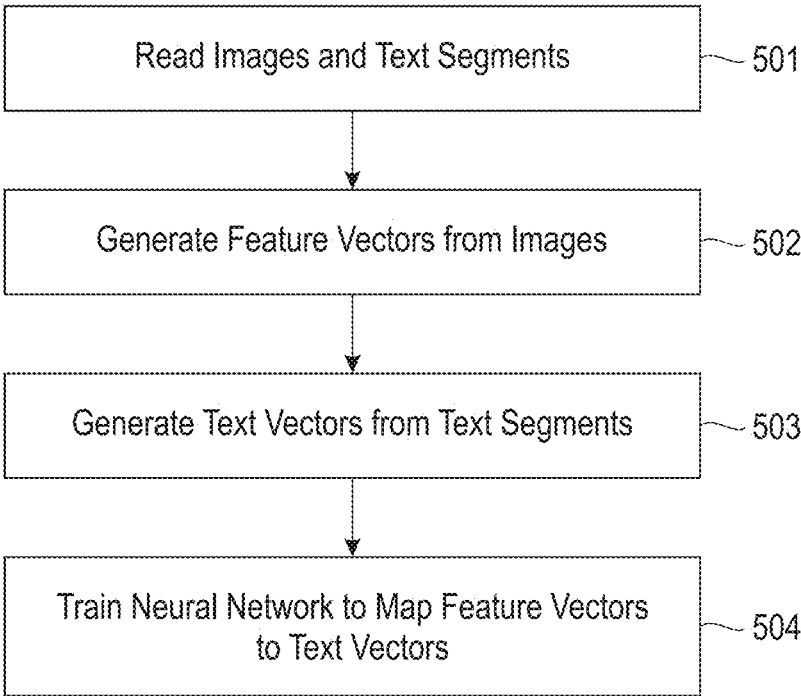 Read Images and Text Segments
501
Generate Feature Vectors from Images
502
Generate Text Vectors from Text Segments
503
Train Neural Network to Map Feature Vectors
to Text Vectors
504